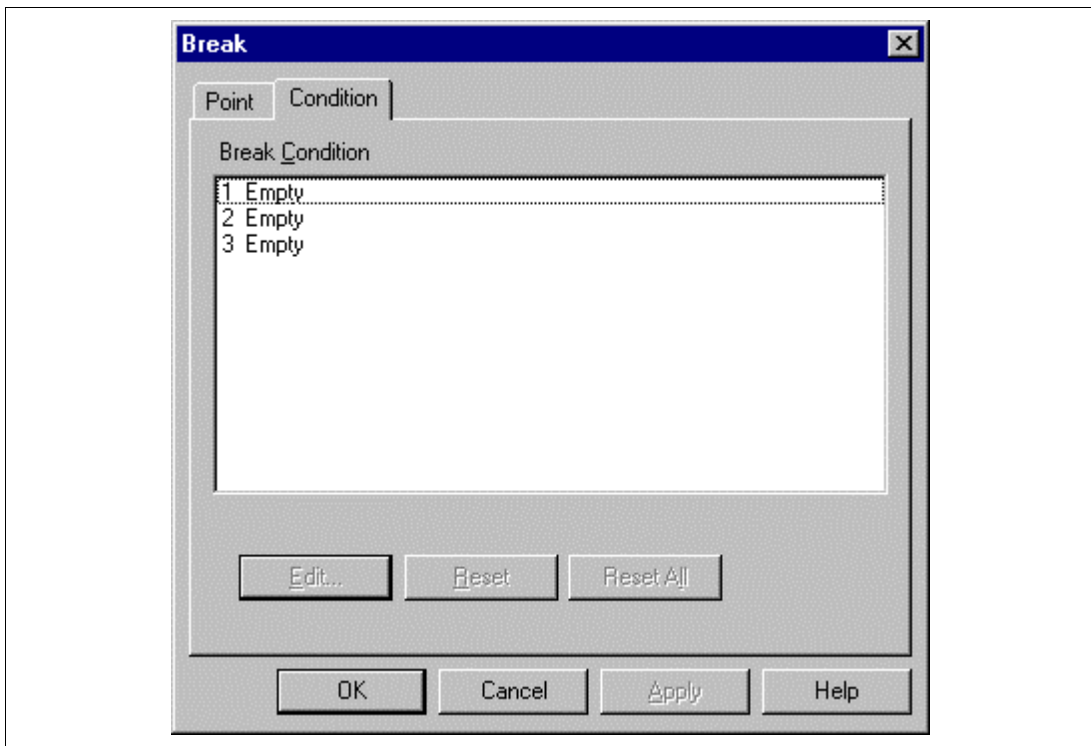 Break
Point Condition
Break Condition
1 Empty
2 Empty
3 Empty
Edit... Reset Reset All
OK Cancel Apply Help